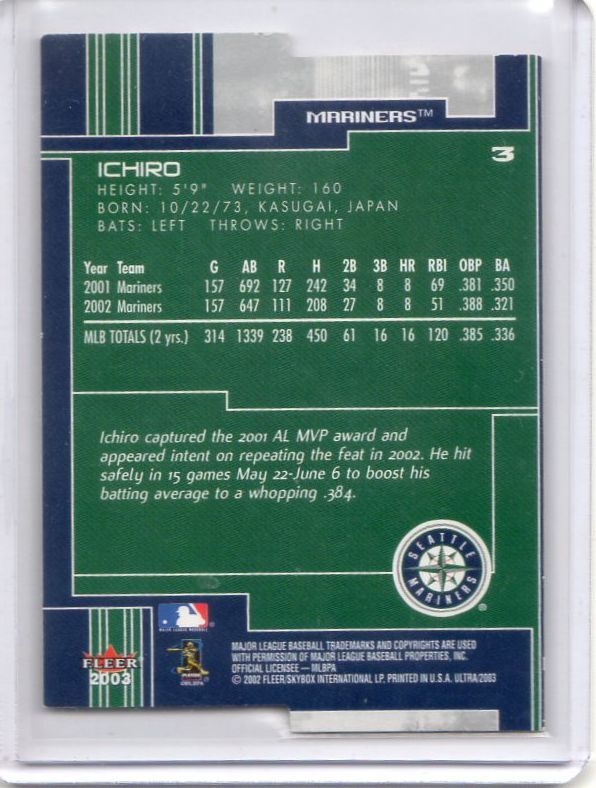 MARINERS™
3
ICHIRO
HEIGHT: 5'9" WEIGHT: 160
BORN: 10/22/73, KASUGAI, JAPAN
BATS: LEFT THROWS: RIGHT
Year Team G AB R H 2B 3B HR RBI OBP BA
2001 Mariners 157 692 127 242 34 8 8 69 .381 .350
2002 Mariners 157 647 111 208 27 8 8 51 .388 .321
MLB TOTALS (2 yrs.) 314 1339 238 450 61 16 16 120 .385 .336
Ichiro captured the 2001 AL MVP award and
appeared intent on repeating the feat in 2002. He hit
safely in 15 games May 22-June 6 to boost his
batting average to a whopping .384.
SEATTLE
MARINERS
®
MAJOR LEAGUE BASEBALL
FLEER
2003
MAJOR LEAGUE BASEBALL TRADEMARKS AND COPYRIGHTS ARE USED
WITH PERMISSION OF MAJOR LEAGUE BASEBALL PROPERTIES, INC.
OFFICIAL LICENSEE — MLBPA
© 2002 FLEER/SKYBOX INTERNATIONAL LP. PRINTED IN U.S.A. ULTRA/2003